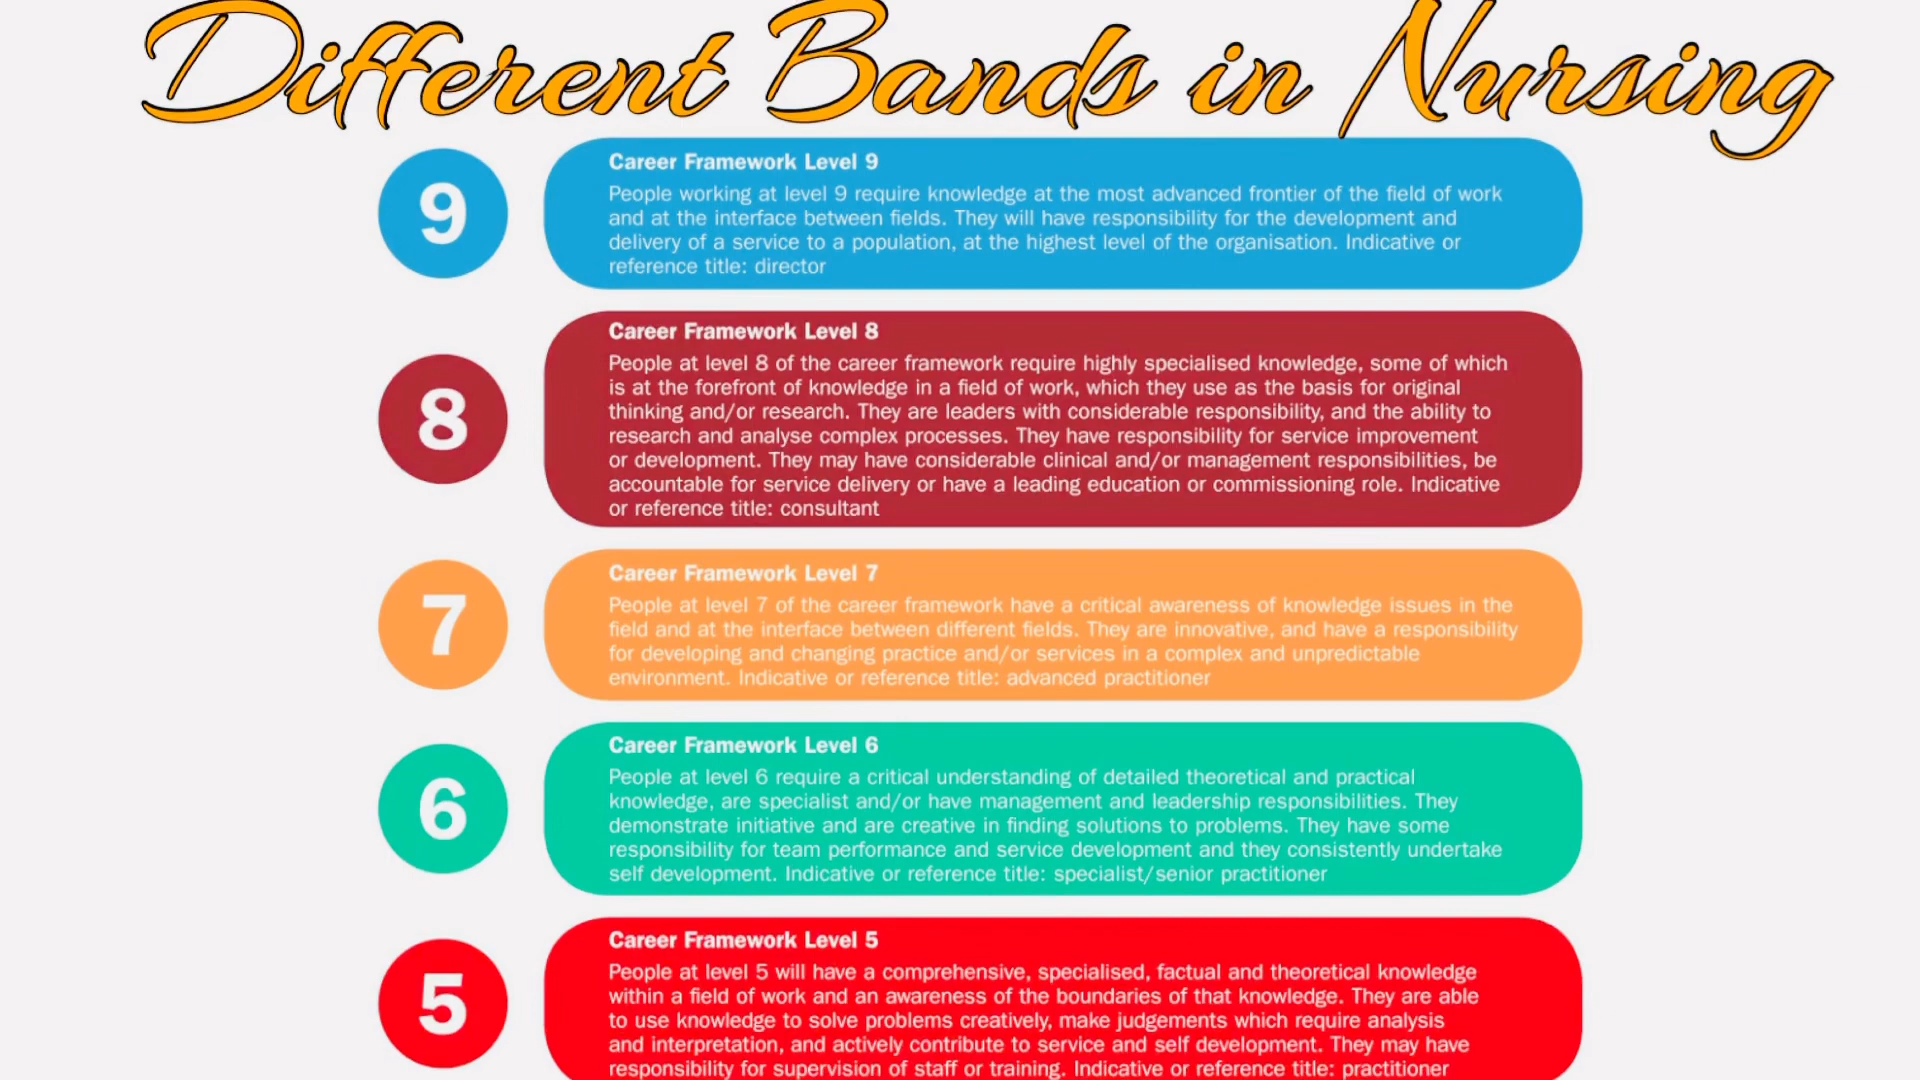 Different Bands in Nursing
9
Career Framework Level 9
People working at level 9 require knowledge at the most advanced frontier of the field of work
and at the interface between fields. They will have responsibility for the development and
delivery of a service to a population, at the highest level of the organisation. Indicative or
reference title: director
8
Career Framework Level 8
People at level 8 of the career framework require highly specialised knowledge, some of which
is at the forefront of knowledge in a field of work, which they use as the basis for original
thinking and/or research. They are leaders with considerable responsibility, and the ability to
research and analyse complex processes. They have responsibility for service improvement
or development. They may have considerable clinical and/or management responsibilities, be
accountable for service delivery or have a leading education or commissioning role. Indicative
or reference title: consultant
7
Career Framework Level 7
People at level 7 of the career framework have a critical awareness of knowledge issues in the
field and at the interface between different fields. They are innovative, and have a responsibility
for developing and changing practice and/or services in a complex and unpredictable
environment. Indicative or reference title: advanced practitioner
6
Career Framework Level 6
People at level 6 require a critical understanding of detailed theoretical and practical
knowledge, are specialist and/or have management and leadership responsibilities. They
demonstrate initiative and are creative in finding solutions to problems. They have some
responsibility for team performance and service development and they consistently undertake
self development. Indicative or reference title: specialist/senior practitioner
5
Career Framework Level 5
People at level 5 will have a comprehensive, specialised, factual and theoretical knowledge
within a field of work and an awareness of the boundaries of that knowledge. They are able
to use knowledge to solve problems creatively, make judgements which require analysis
and interpretation, and actively contribute to service and self development. They may have
responsibility for supervision of staff or training. Indicative or reference title: practitioner